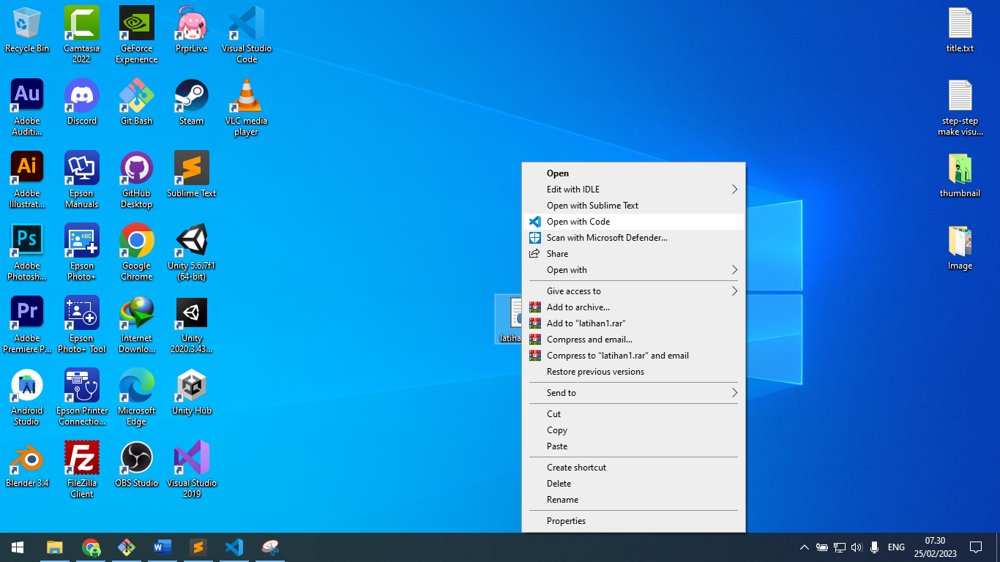 Recycle Bin
Camtasia
2022
GeForce
Experience
PrprLive
Visual Studio
Code
Au
Adobe
Auditi...
Discord
Git Bash
Steam
VLC media
player
Ai
Adobe
Illustrat...
Epson
Manuals
GitHub
Desktop
Sublime Text
Ps
Adobe
Photosh...
ABC
Epson
Photo+
Google
Chrome
Unity 5.6.7f1
(64-bit)
Pr
Adobe
Premiere P...
Epson
Photo+ Tool
Internet
Downlo...
Unity
2020.3.43...
Android
Studio
Epson Printer
Connectio...
Microsoft
Edge
Unity Hub
Blender 3.4
Fz
FileZilla
Client
OBS Studio
Visual Studio
2019
title.txt
step-step
make visu...
thumbnail
Image
latiha
Open
Edit with IDLE
Open with Sublime Text
Open with Code
Scan with Microsoft Defender...
Share
Open with
Give access to
Add to archive...
Add to "latihan1.rar"
Compress and email...
Compress to "latihan1.rar" and email
Restore previous versions
Send to
Cut
Copy
Paste
Create shortcut
Delete
Rename
Properties
ENG
07.30
25/02/2023